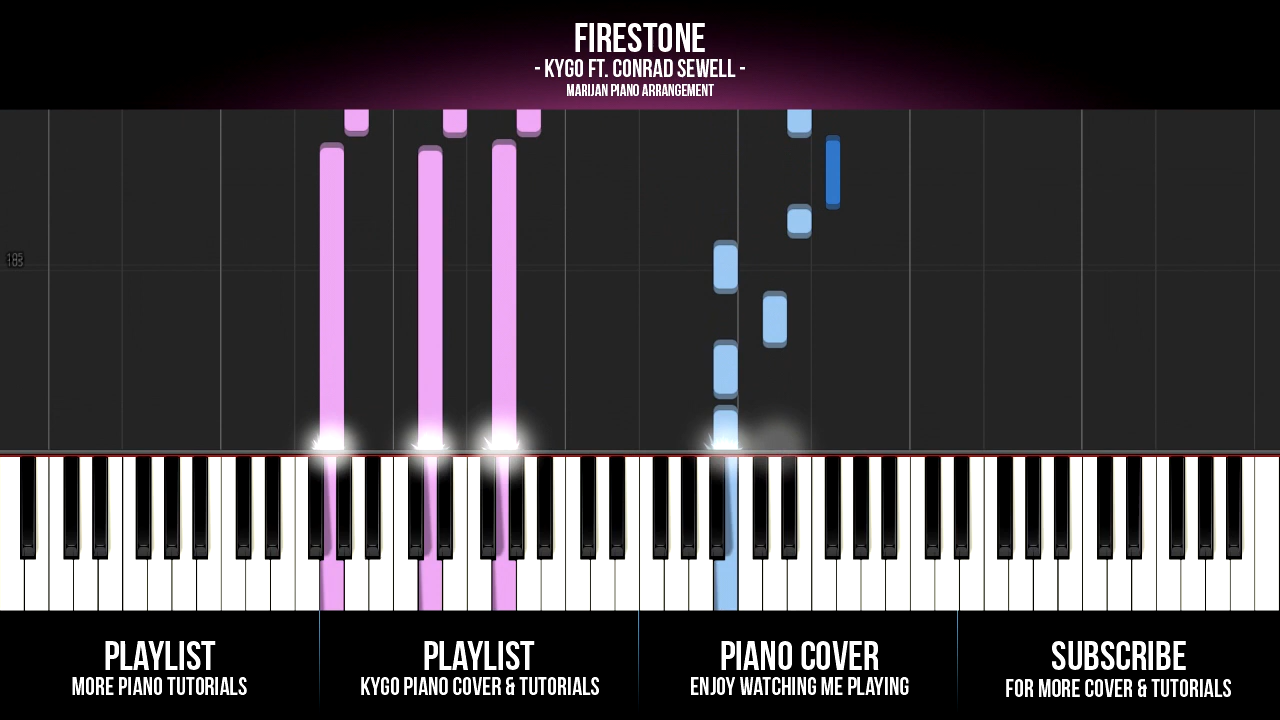 FIRESTONE
- KYGO FT. CONRAD SEWELL -
MARIJAN PIANO ARRANGEMENT
185
PLAYLIST
MORE PIANO TUTORIALS
PLAYLIST
KYGO PIANO COVER & TUTORIALS
PIANO COVER
ENJOY WATCHING ME PLAYING
SUBSCRIBE
FOR MORE COVER & TUTORIALS